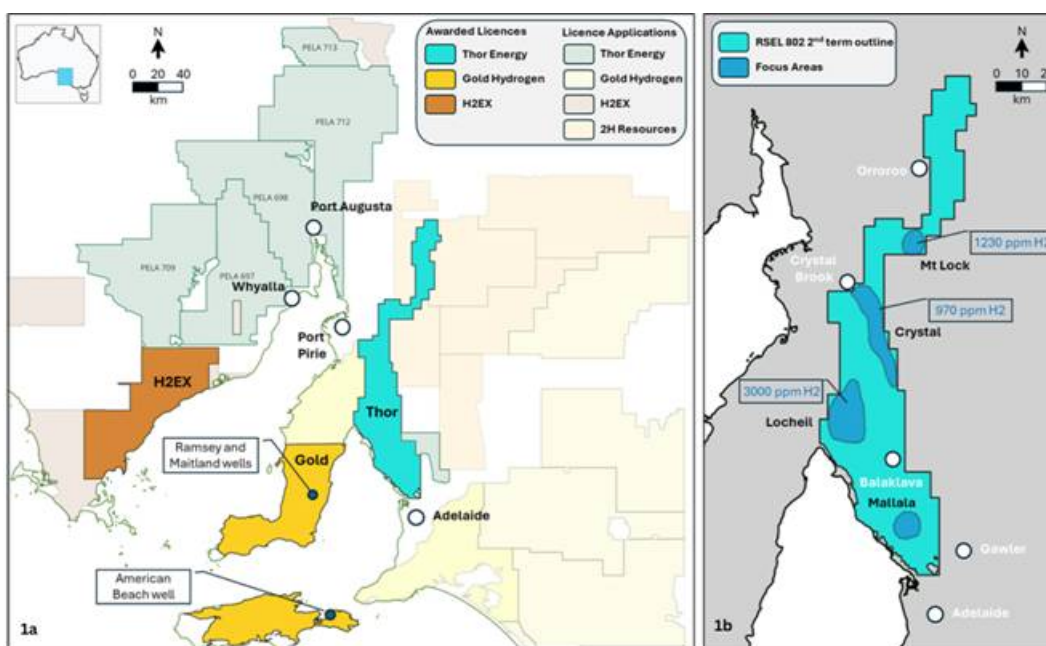 Awarded Licences
Thor Energy
Gold Hydrogen
H2EX
Licence Applications
Thor Energy
Gold Hydrogen
H2EX
2H Resources
N
0 20 40
km
PELA 713
PELA 712
PELA 698
Port Augusta
PELA 709
PELA 697
Whyalla
Port
Pirie
H2EX
Thor
Ramsey and
Maitland wells
Gold
Adelaide
American
Beach well
1a
RSEL 802 2nd term outline
Focus Areas
N
0 10 2
km
Orroroo
1230 ppm H2
Mt Lock
Crystal
Brook
970 ppm H2
Crystal
3000 ppm H2
Locheil
Balaklava
Mallala
Gawler
Adelaide
1b